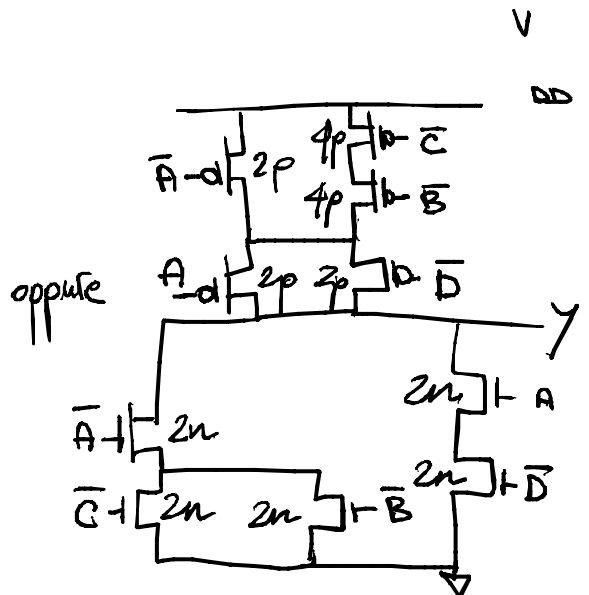 V
DD
4p C̅
A̅ 2p
4p B̅
A 2p 2p D̅
Y
2n A
A̅ 2n
2n D̅
C̅ 2n 2n B̅